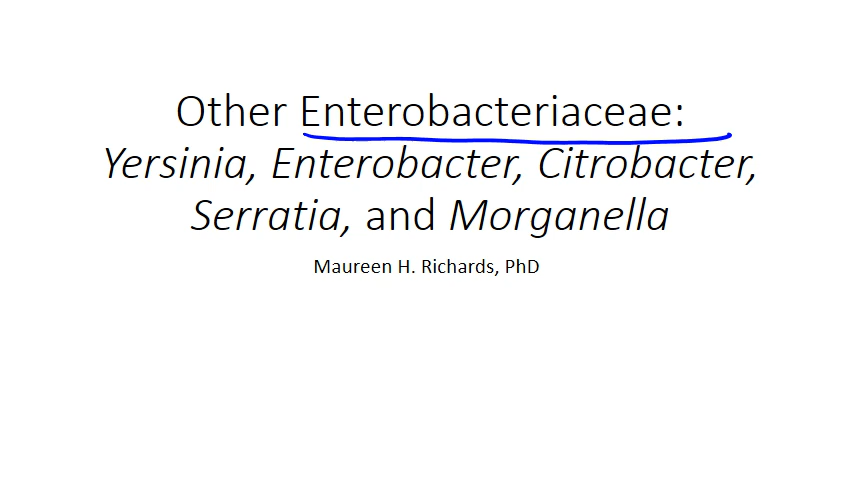 Other Enterobacteriaceae:
Yersinia, Enterobacter, Citrobacter,
Serratia, and Morganella
Maureen H. Richards, PhD